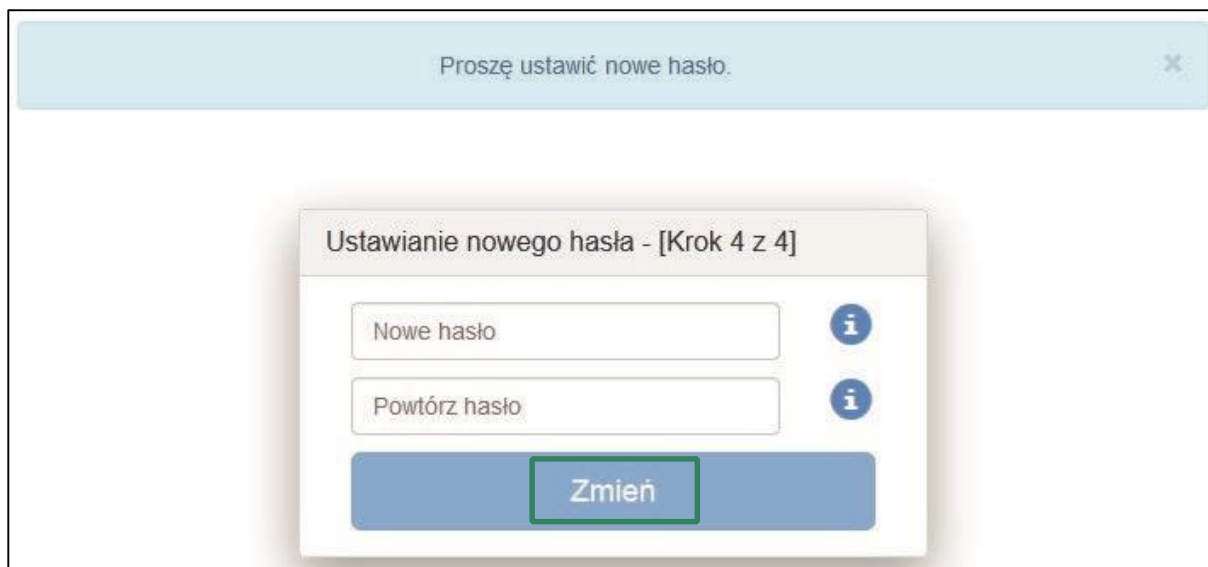 Proszę ustawić nowe hasło.
Ustawianie nowego hasła - [Krok 4 z 4]
Nowe hasło
Powtórz hasło
Zmień